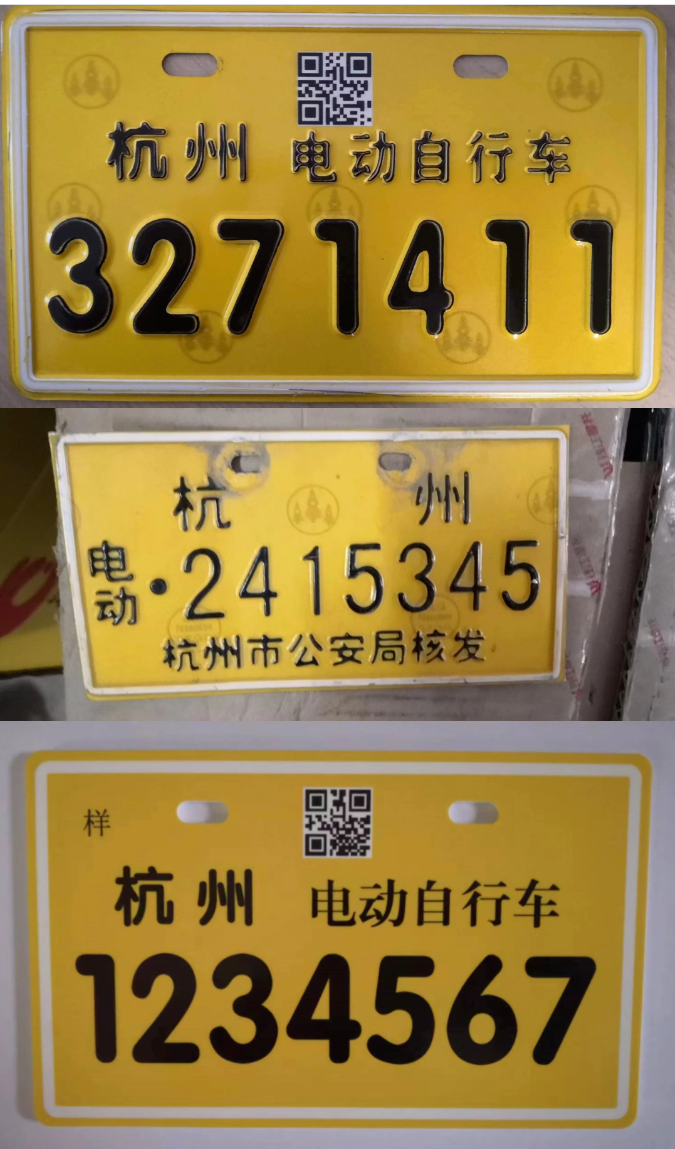 杭州 电动自行车
3271411
杭 州
电动·2415345
杭州市公安局核发
样
杭州 电动自行车
1234567